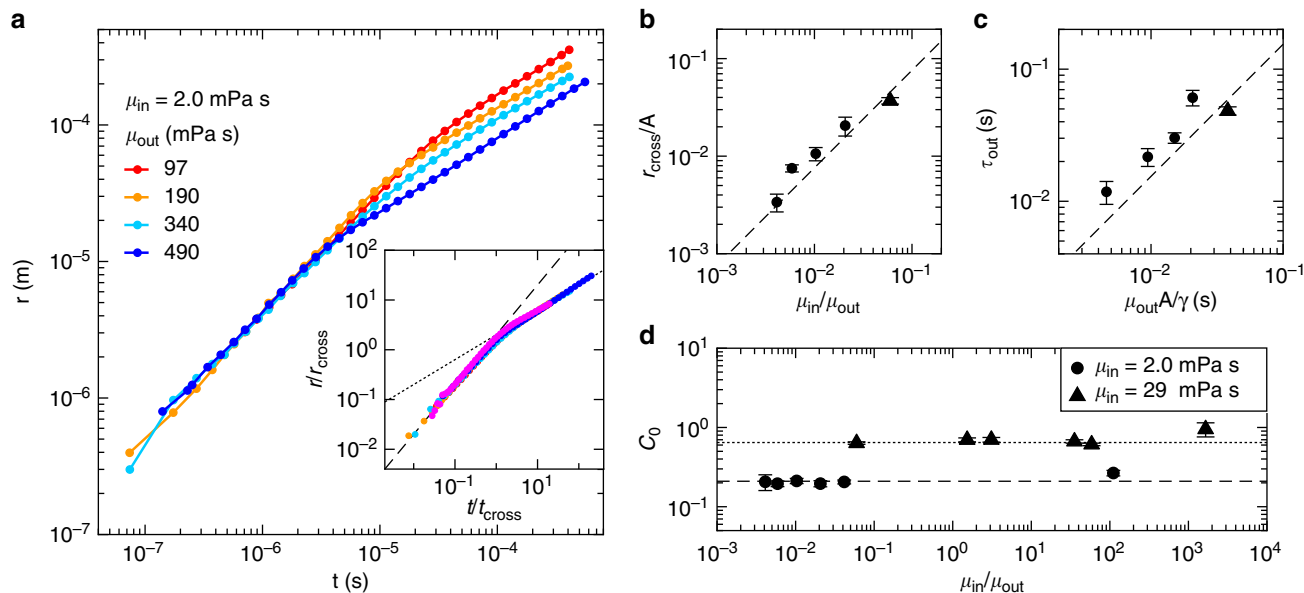 a
r (m)
10⁻⁴
10⁻⁵
10⁻⁶
10⁻⁷
10⁻⁷
10⁻⁶
10⁻⁵
10⁻⁴
t (s)
μin = 2.0 mPa s
μout (mPa s)
97
190
340
490
r/rcross
10²
10¹
10⁰
10⁻¹
10⁻²
10⁻¹
10¹
t/tcross
b
rcross/A
10⁻¹
10⁻²
10⁻³
10⁻³
10⁻²
10⁻¹
μin/μout
c
τout (s)
10⁻¹
10⁻²
10⁻²
10⁻¹
μoutA/γ (s)
d
C₀
10¹
10⁰
10⁻¹
10⁻²
10⁻³
10⁻²
10⁻¹
10⁰
10¹
10²
10³
10⁴
μin/μout
μin = 2.0 mPa s
μin = 29 mPa s